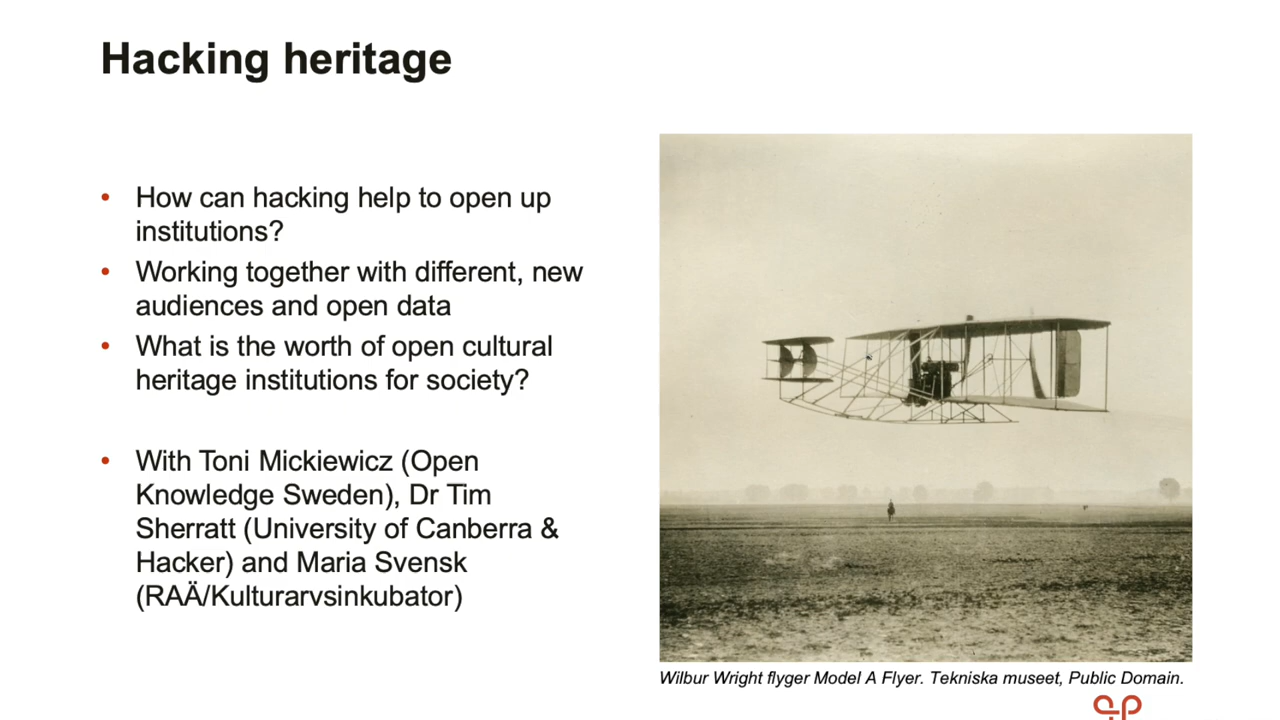 Hacking heritage
• How can hacking help to open up
institutions?
• Working together with different, new
audiences and open data
• What is the worth of open cultural
heritage institutions for society?
• With Toni Mickiewicz (Open
Knowledge Sweden), Dr Tim
Sherratt (University of Canberra &
Hacker) and Maria Svensk
(RAÄ/Kulturarvsinkubator)
Wilbur Wright flyger Model A Flyer. Tekniska museet, Public Domain.